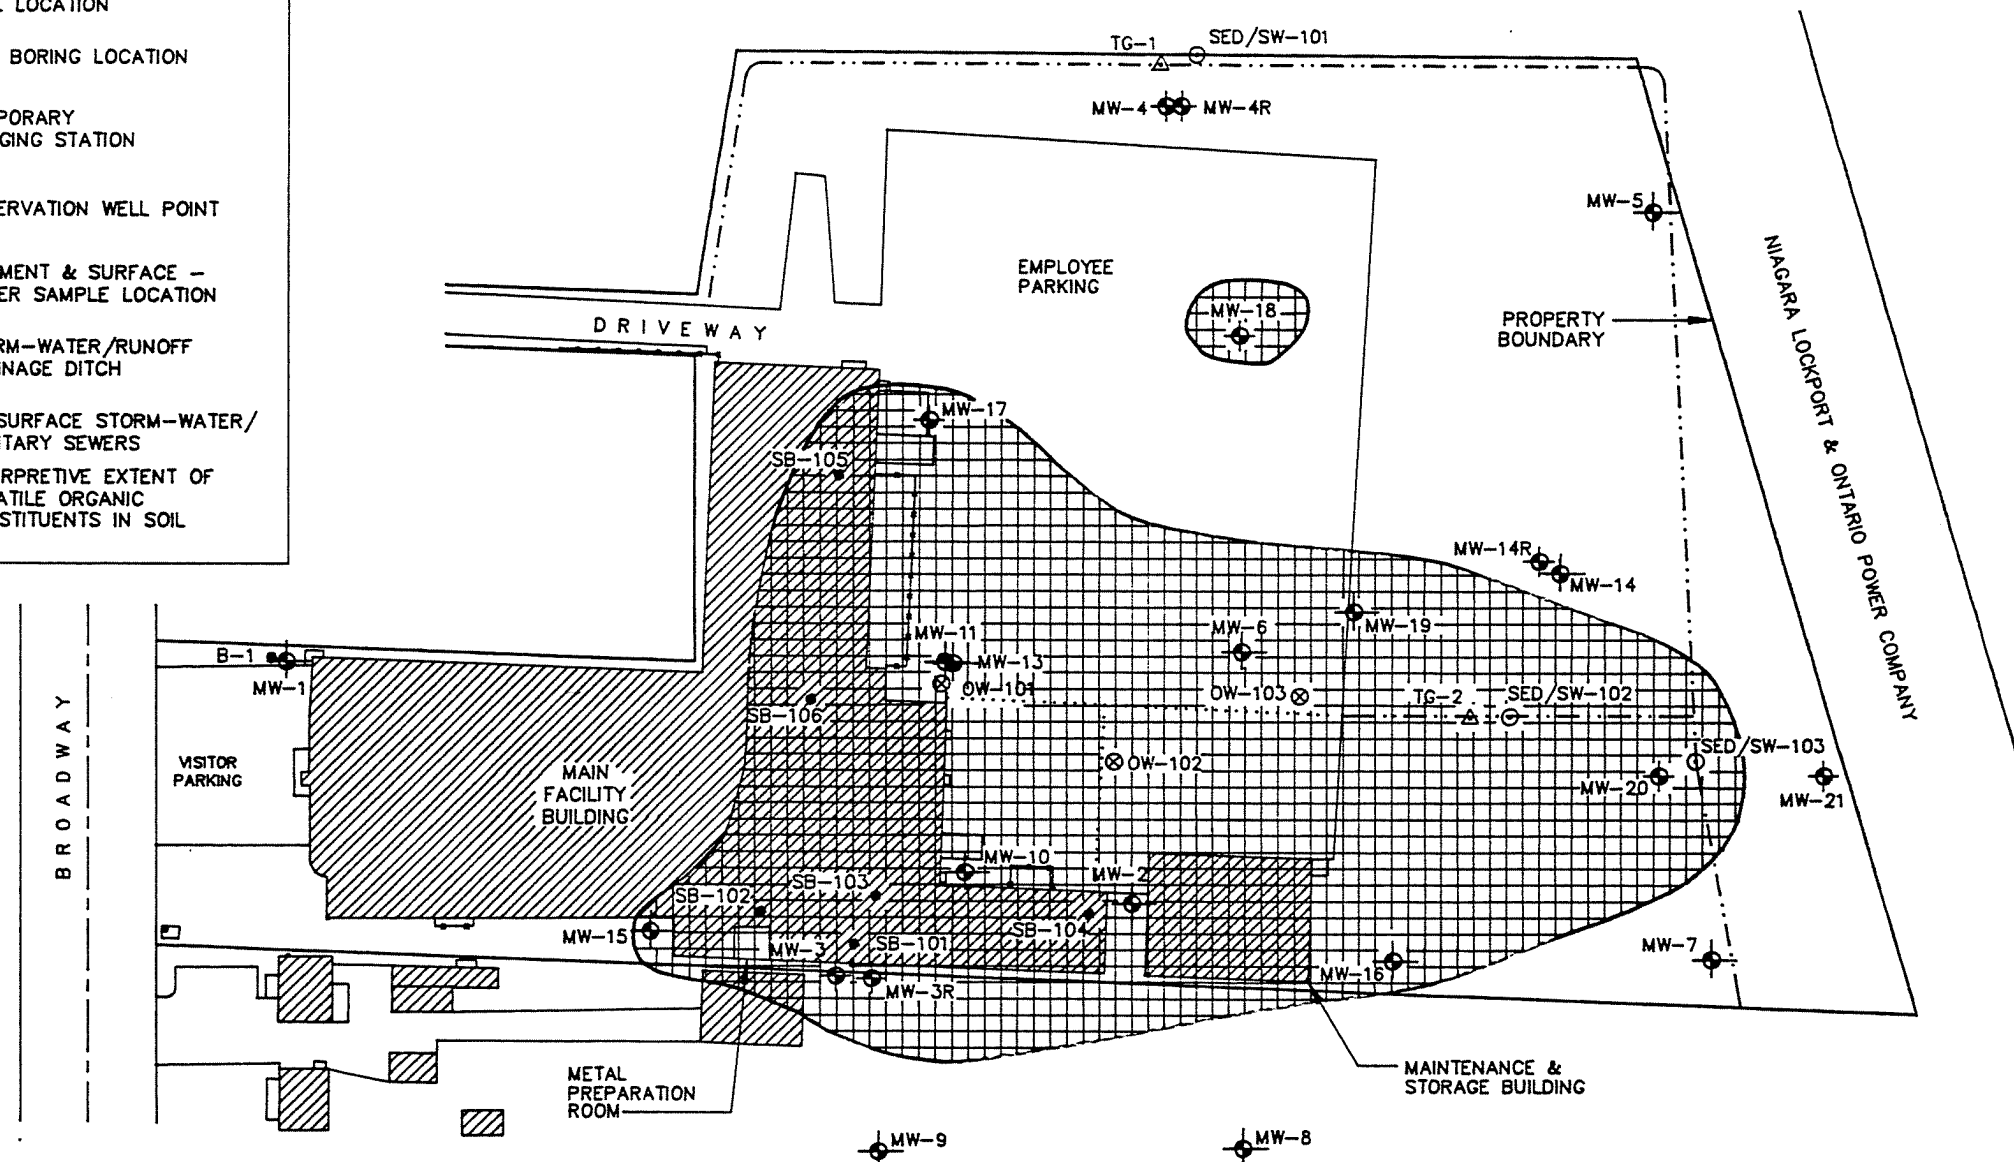 LOCATION
BORING LOCATION
PORARY
GING STATION
ERVATION WELL POINT
MENT & SURFACE –
ER SAMPLE LOCATION
RM–WATER/RUNOFF
INAGE DITCH
SURFACE STORM–WATER/
ITARY SEWERS
ERPRETIVE EXTENT OF
ATILE ORGANIC
STITUENTS IN SOIL
TG–1
SED/SW–101
MW–4
MW–4R
MW–5
EMPLOYEE
PARKING
MW–18
PROPERTY
BOUNDARY
NIAGARA LOCKPORT & ONTARIO POWER COMPANY
DRIVEWAY
MW–17
SB–105
MW–14R
MW–14
MW–11
MW–6
MW–19
B–1
MW–1
MW–13
OW–101
OW–103
TG–2
SED/SW–102
SB–106
BROADWAY
VISITOR
PARKING
MAIN
FACILITY
BUILDING
OW–102
SED/SW–103
MW–20
MW–21
MW–10
MW–2
SB–103
SB–102
SB–104
MW–15
MW–3
SB–101
MW–3R
MW–16
MW–7
METAL
PREPARATION
ROOM
MAINTENANCE &
STORAGE BUILDING
MW–9
MW–8